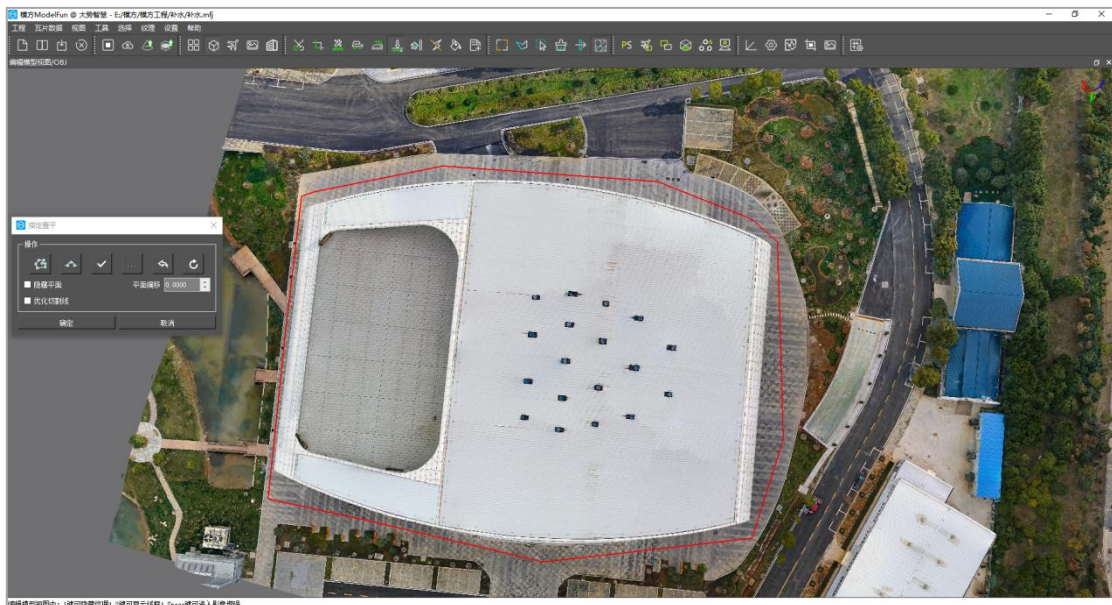 模方ModelFun @ 大势智慧 - E:/模方/模方工程/补水/补水.mfj
工程 瓦片数据 视图 工具 选择 纹理 设置 帮助
PS
编辑模型视图/OBJ
指定置平
操作
隐藏平面 平面偏移 0.0000
优化切割线
确定 取消